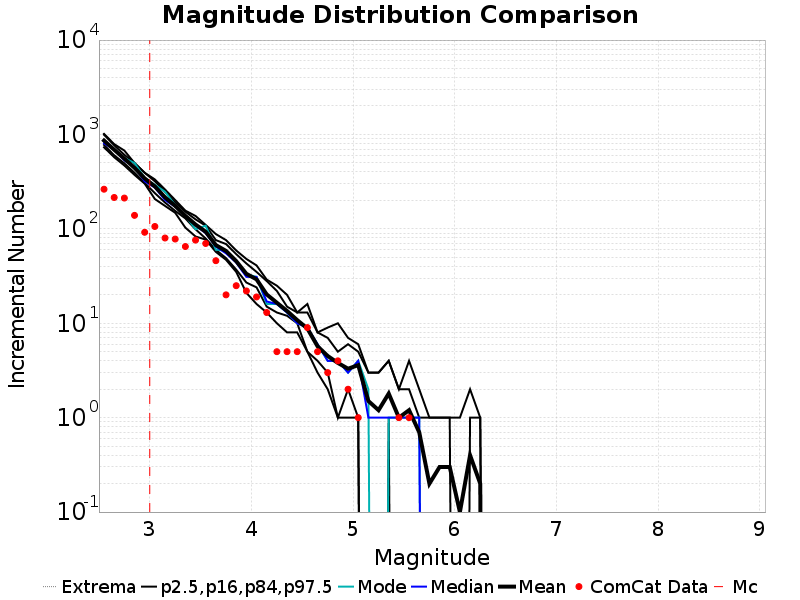 Magnitude Distribution Comparison
10^4
10^3
10^2
10^1
10^0
10^-1
Incremental Number
3 4 5 6 7 8 9
Magnitude
Extrema p2.5,p16,p84,p97.5 Mode Median Mean ComCat Data Mc